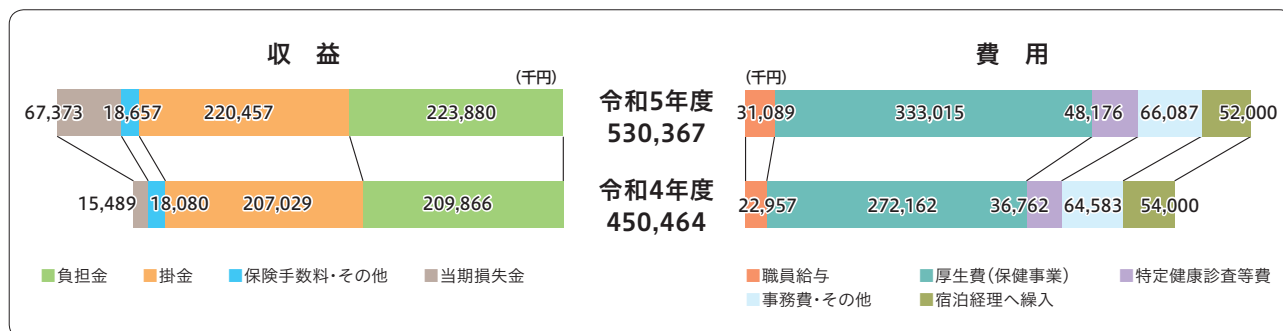 収　益
(千円)
67,373 18,657 220,457 223,880
15,489 18,080 207,029 209,866
■負担金 ■掛金 ■保険手数料・その他 ■当期損失金
令和5年度
530,367
令和4年度
450,464
費　用
(千円)
31,089 333,015 48,176 66,087 52,000
22,957 272,162 36,762 64,583 54,000
■職員給与 ■厚生費(保健事業) ■特定健康診査等費
■事務費・その他 ■宿泊経理へ繰入